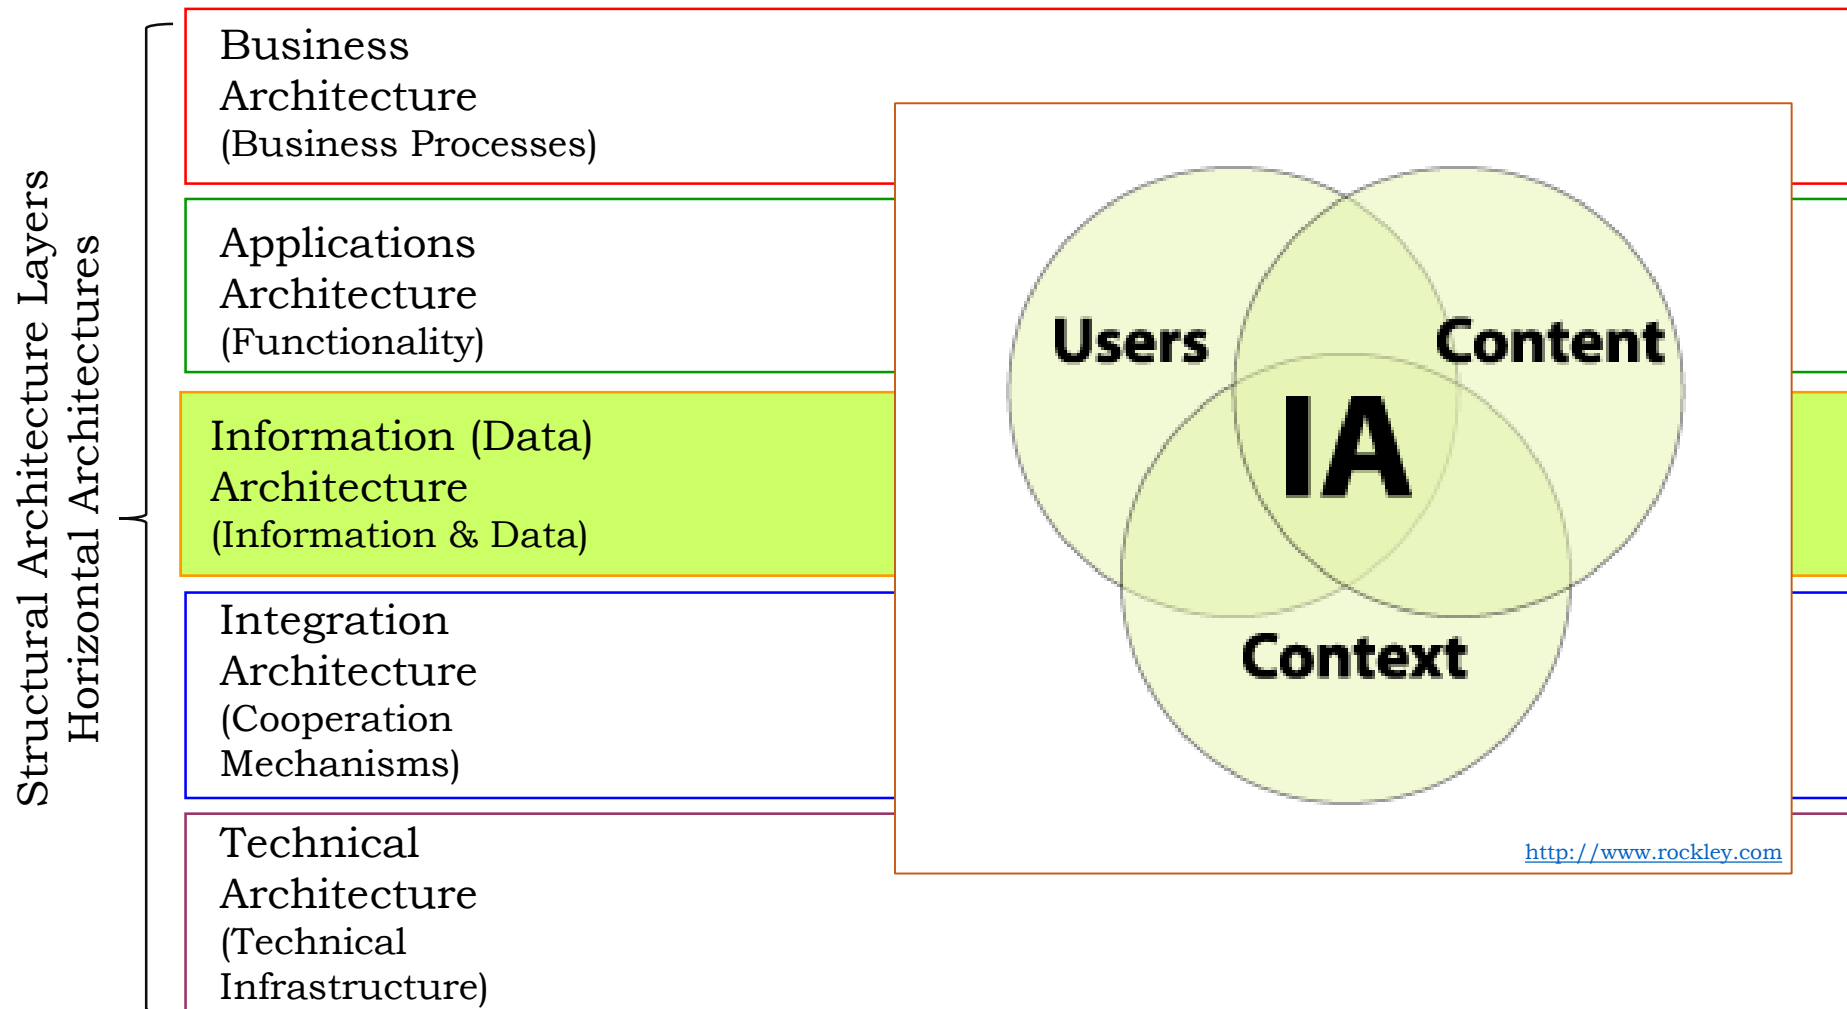 Structural Architecture Layers
Horizontal Architectures
Business
Architecture
(Business Processes)
Applications
Architecture
(Functionality)
Information (Data)
Architecture
(Information & Data)
Integration
Architecture
(Cooperation
Mechanisms)
Technical
Architecture
(Technical
Infrastructure)
Users
Content
IA
Context
http://www.rockley.com